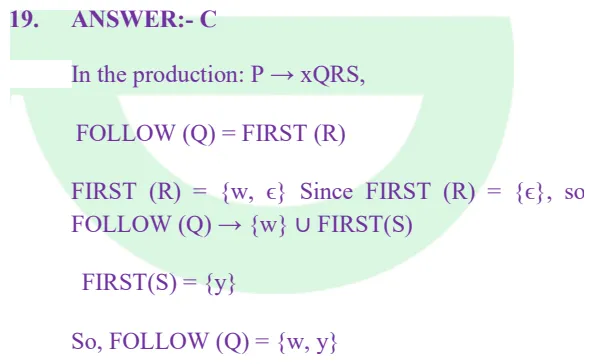 19. ANSWER:- C
In the production: P → xQRS,
FOLLOW (Q) = FIRST (R)
FIRST (R) = {w, ϵ} Since FIRST (R) = {ϵ}, so
FOLLOW (Q) → {w} ∪ FIRST(S)
FIRST(S) = {y}
So, FOLLOW (Q) = {w, y}